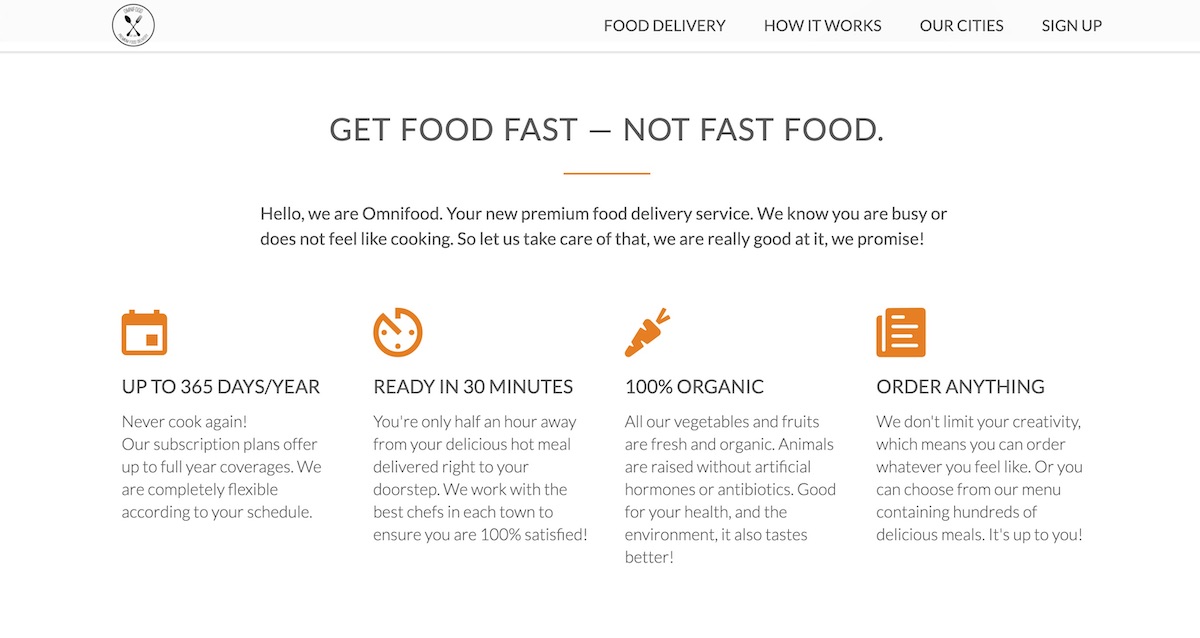 FOOD DELIVERY HOW IT WORKS OUR CITIES SIGN UP
GET FOOD FAST — NOT FAST FOOD.
Hello, we are Omnifood. Your new premium food delivery service. We know you are busy or
does not feel like cooking. So let us take care of that, we are really good at it, we promise!
UP TO 365 DAYS/YEAR
Never cook again!
Our subscription plans offer
up to full year coverages. We
are completely flexible
according to your schedule.
READY IN 30 MINUTES
You're only half an hour away
from your delicious hot meal
delivered right to your
doorstep. We work with the
best chefs in each town to
ensure you are 100% satisfied!
100% ORGANIC
All our vegetables and fruits
are fresh and organic. Animals
are raised without artificial
hormones or antibiotics. Good
for your health, and the
environment, it also tastes
better!
ORDER ANYTHING
We don't limit your creativity,
which means you can order
whatever you feel like. Or you
can choose from our menu
containing hundreds of
delicious meals. It's up to you!